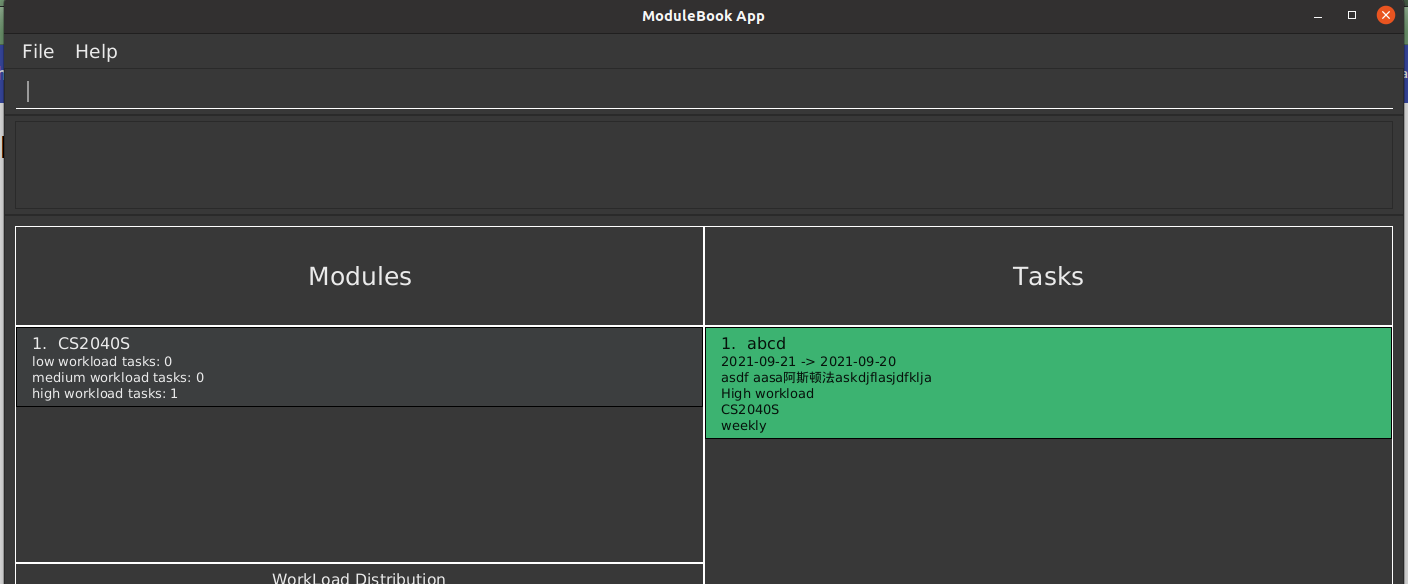 ModuleBook App
File Help
Modules
Tasks
1. CS2040S
low workload tasks: 0
medium workload tasks: 0
high workload tasks: 1
1. abcd
2021-09-21 -> 2021-09-20
asdf aasa阿斯顿法askdjflasjdfklja
High workload
CS2040S
weekly
WorkLoad Distribution